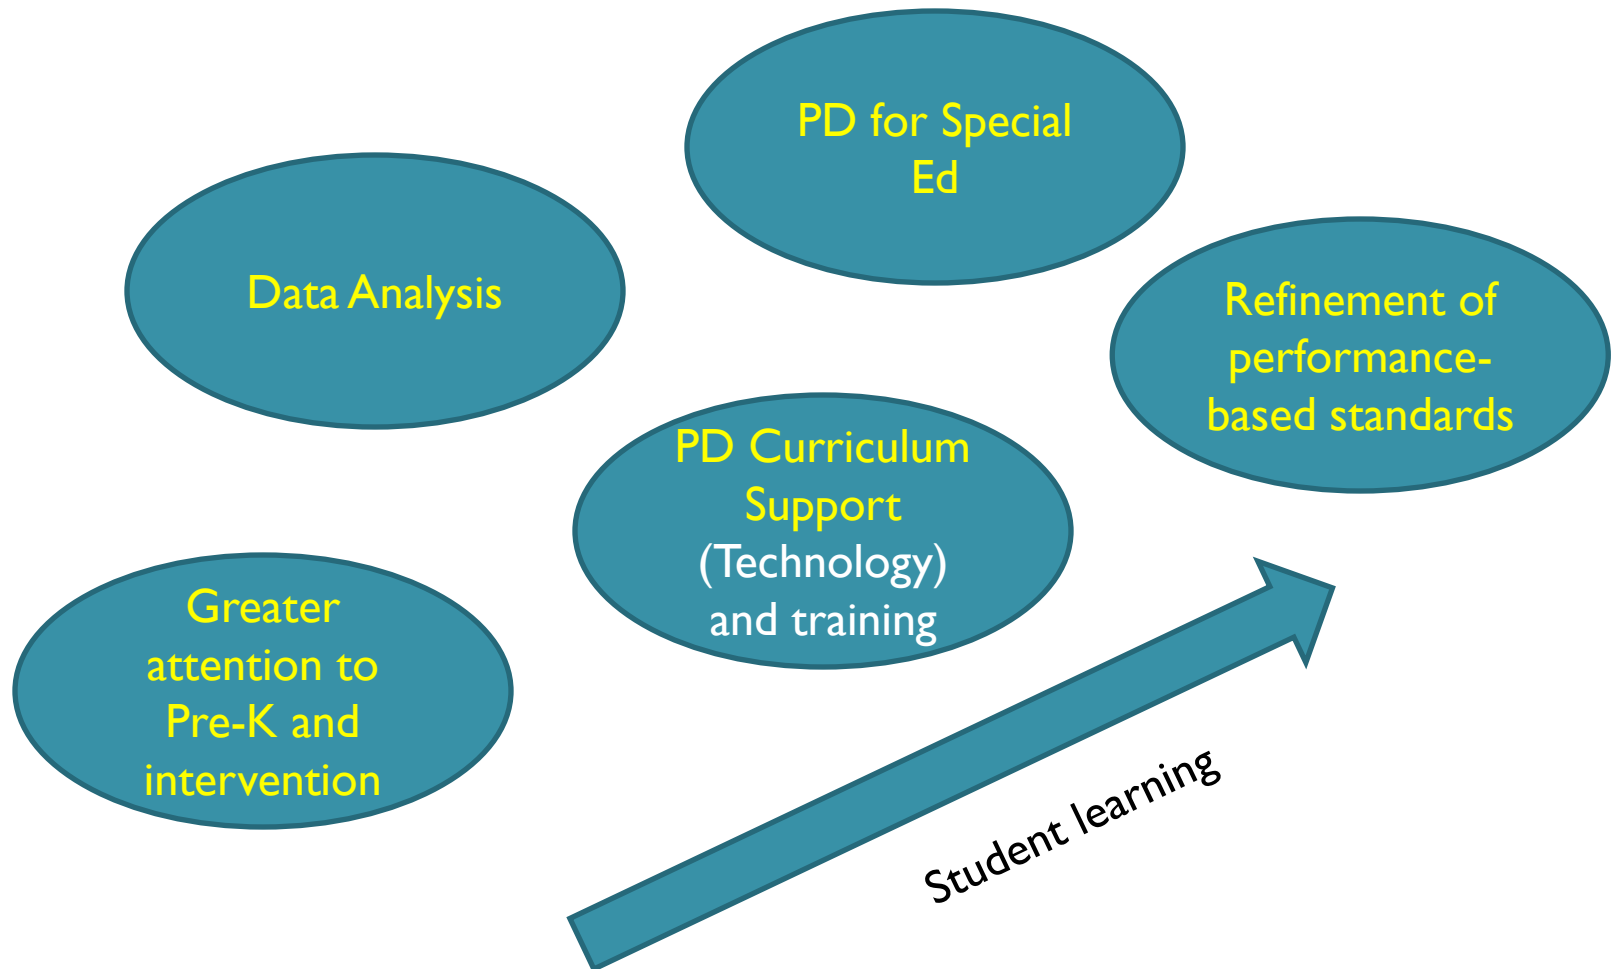 PD for Special
Ed
Data Analysis
Refinement of
performance-
based standards
PD Curriculum
Support
(Technology)
and training
Greater
attention to
Pre-K and
intervention
Student learning